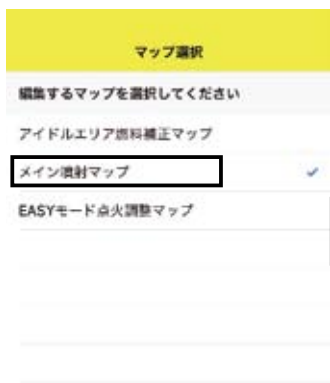 マップ選択
編集するマップを選択してください
アイドルエリア燃料補正マップ
メイン噴射マップ
EASYモード点火調整マップ